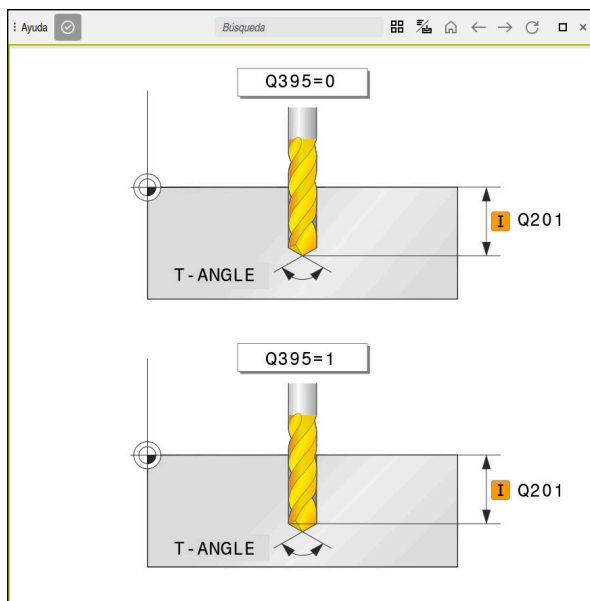 Ayuda
Búsqueda
Q395=0
I Q201
T-ANGLE
Q395=1
I Q201
T-ANGLE